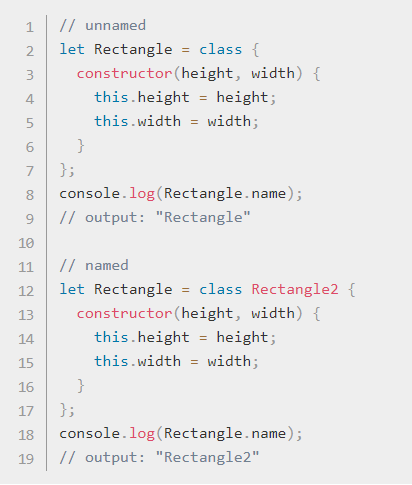 1 // unnamed
2 let Rectangle = class {
3   constructor(height, width) {
4     this.height = height;
5     this.width = width;
6   }
7 };
8 console.log(Rectangle.name);
9 // output: "Rectangle"
10
11 // named
12 let Rectangle = class Rectangle2 {
13   constructor(height, width) {
14     this.height = height;
15     this.width = width;
16   }
17 };
18 console.log(Rectangle.name);
19 // output: "Rectangle2"